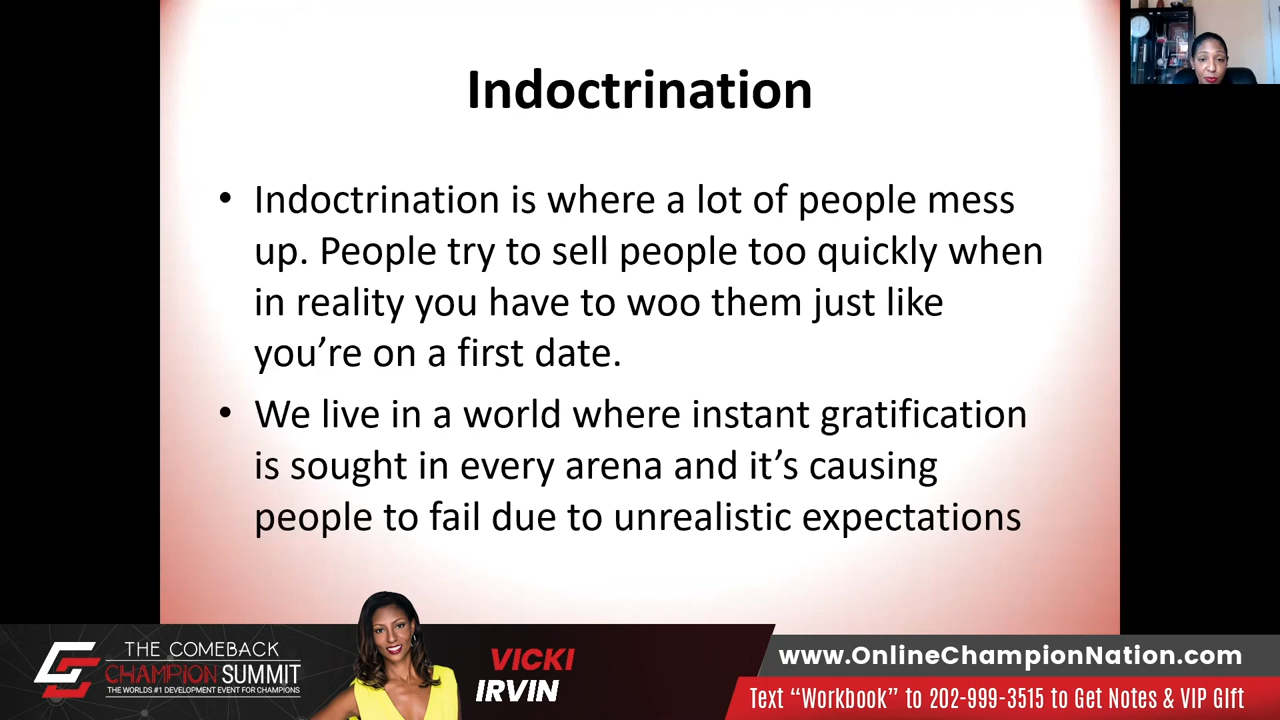 Indoctrination
• Indoctrination is where a lot of people mess
up. People try to sell people too quickly when
in reality you have to woo them just like
you’re on a first date.
• We live in a world where instant gratification
is sought in every arena and it’s causing
people to fail due to unrealistic expectations
THE COMEBACK
CHAMPION SUMMIT
THE WORLDS #1 DEVELOPMENT EVENT FOR CHAMPIONS
VICKI
IRVIN
www.OnlineChampionNation.com
Text “Workbook” to 202-999-3515 to Get Notes & VIP GIft